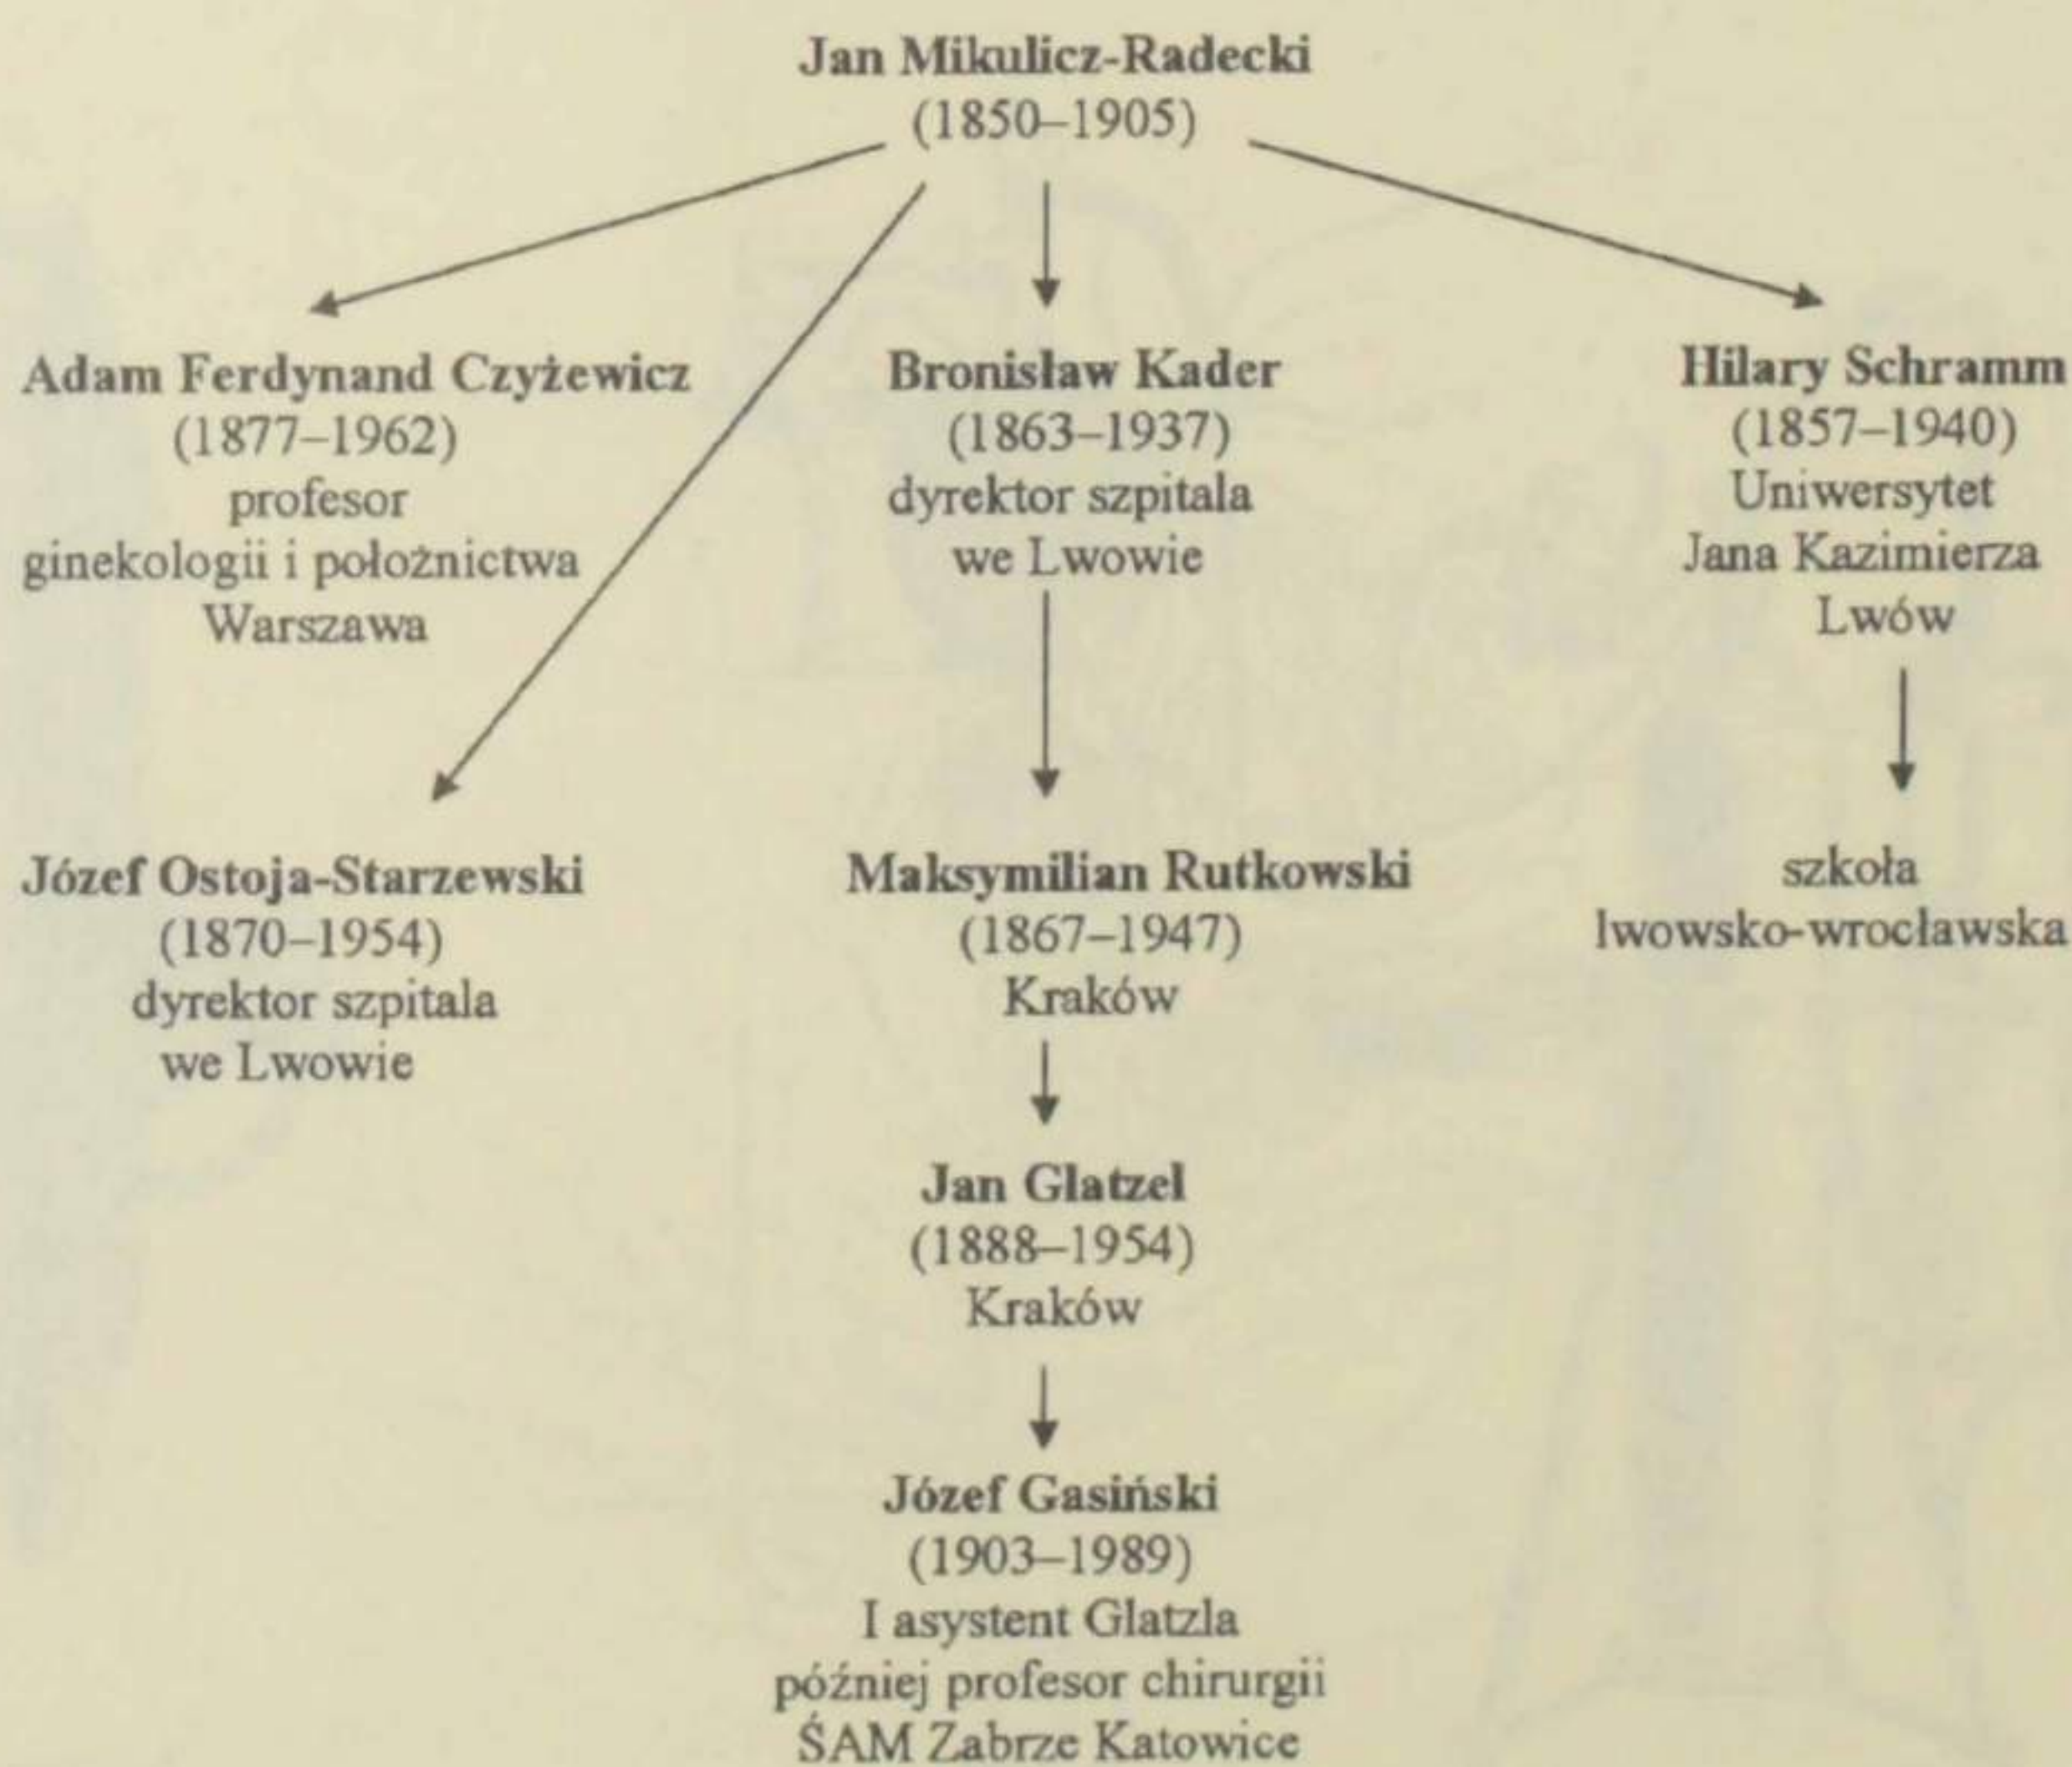 Jan Mikulicz-Radecki
(1850–1905)
Adam Ferdynand Czyżewicz
(1877–1962)
profesor
ginekologii i położnictwa
Warszawa
Bronisław Kader
(1863–1937)
dyrektor szpitala
we Lwowie
Hilary Schramm
(1857–1940)
Uniwersytet
Jana Kazimierza
Lwów
Józef Ostoja-Starzewski
(1870–1954)
dyrektor szpitala
we Lwowie
Maksymilian Rutkowski
(1867–1947)
Kraków
szkoła
lwowsko-wrocławska
Jan Glatzel
(1888–1954)
Kraków
Józef Gasiński
(1903–1989)
I asystent Glatzla
później profesor chirurgii
ŚAM Zabrze Katowice